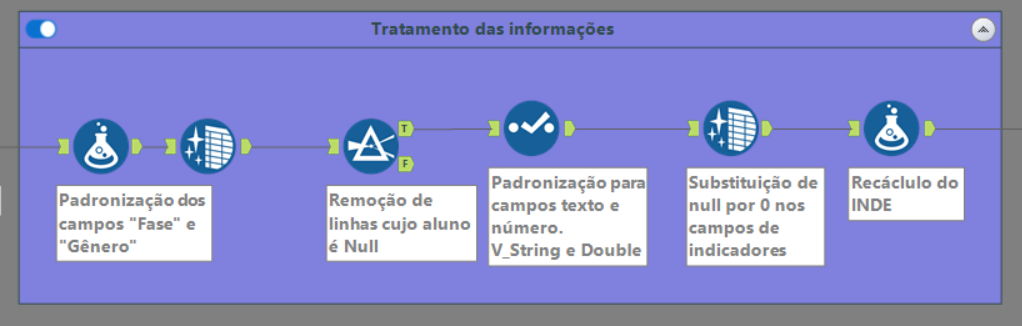 Tratamento das informações
T
F
Padronização dos
campos "Fase" e
"Gênero"
Remoção de
linhas cujo aluno
é Null
Padronização para
campos texto e
número.
V_String e Double
Substituição de
null por 0 nos
campos de
indicadores
Recáclulo do
INDE